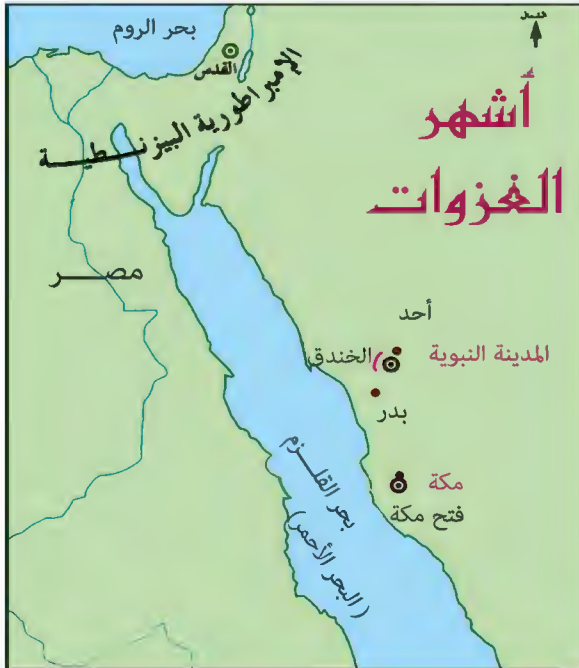 أشهر
الغزوات
بحر الروم
القدس
الإمبراطورية البيزنطية
مصر
أحد
المدينة النبوية
الخندق
بدر
مكة
فتح مكة
بحر القلزم
(البحر الأحمر)